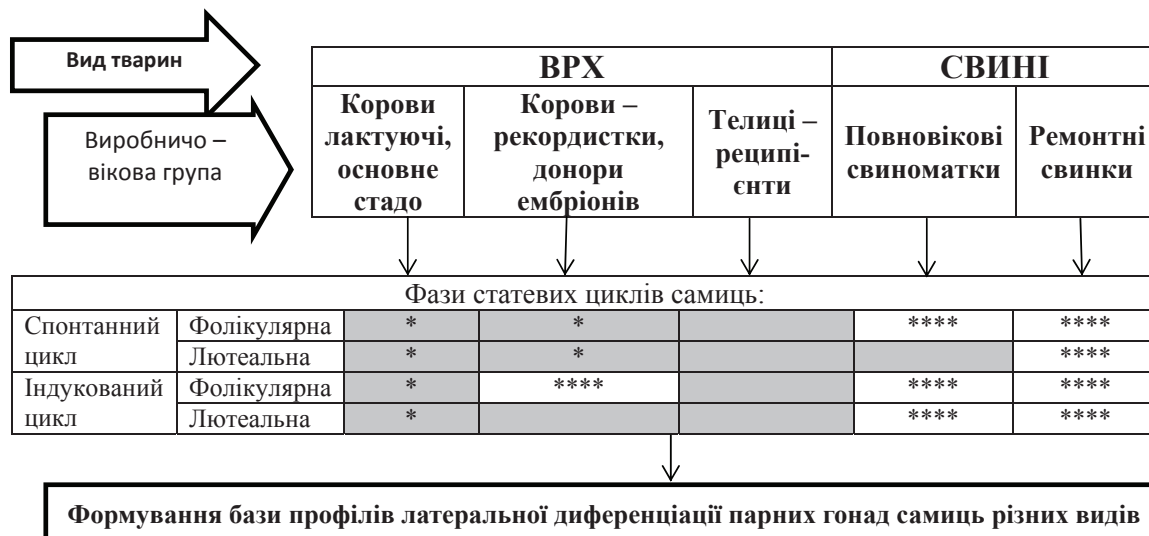 Вид тварин
Виробничо –
вікова група
ВРХ СВИНІ
Корови
лактуючі,
основне
стадо
Корови –
рекордистки,
донори
ембріонів
Телиці –
реципі-
єнти
Повновікові
свиноматки
Ремонтні
свинки
Фази статевих циклів самиць:
Спонтанний
цикл
Фолікулярна * * **** ****
Лютеальна * * ****
Індукований
цикл
Фолікулярна * **** **** ****
Лютеальна * **** ****
Формування бази профілів латеральної диференціації парних гонад самиць різних видів